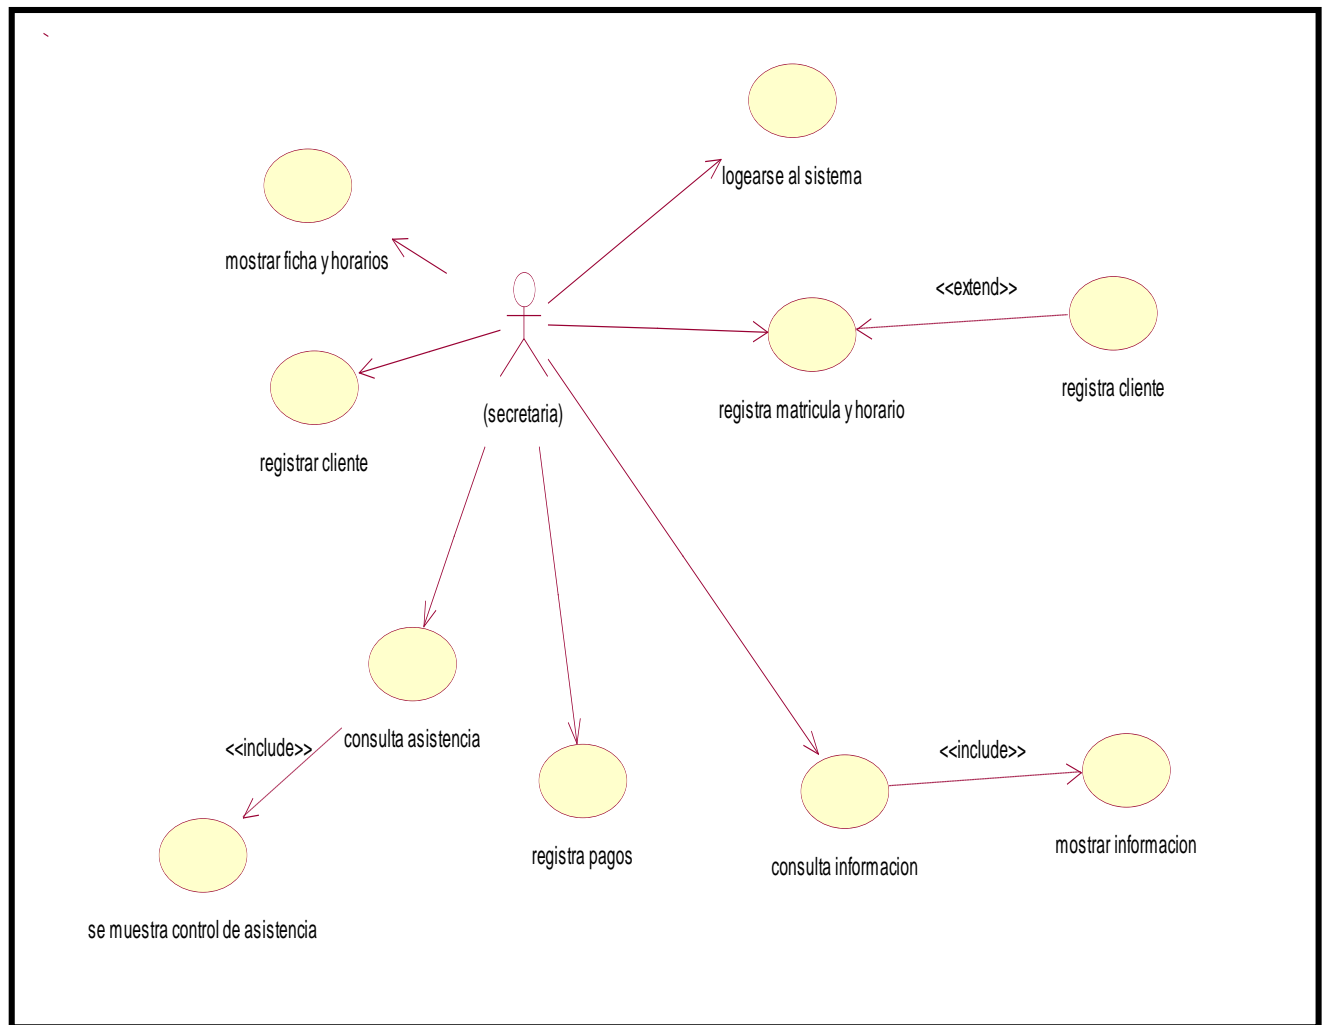 logearse al sistema
mostrar ficha y horarios
<<extend>>
registra cliente
registra matricula y horario
(secretaria)
registrar cliente
<<include>>
consulta asistencia
<<include>>
mostrar informacion
registra pagos
consulta informacion
se muestra control de asistencia